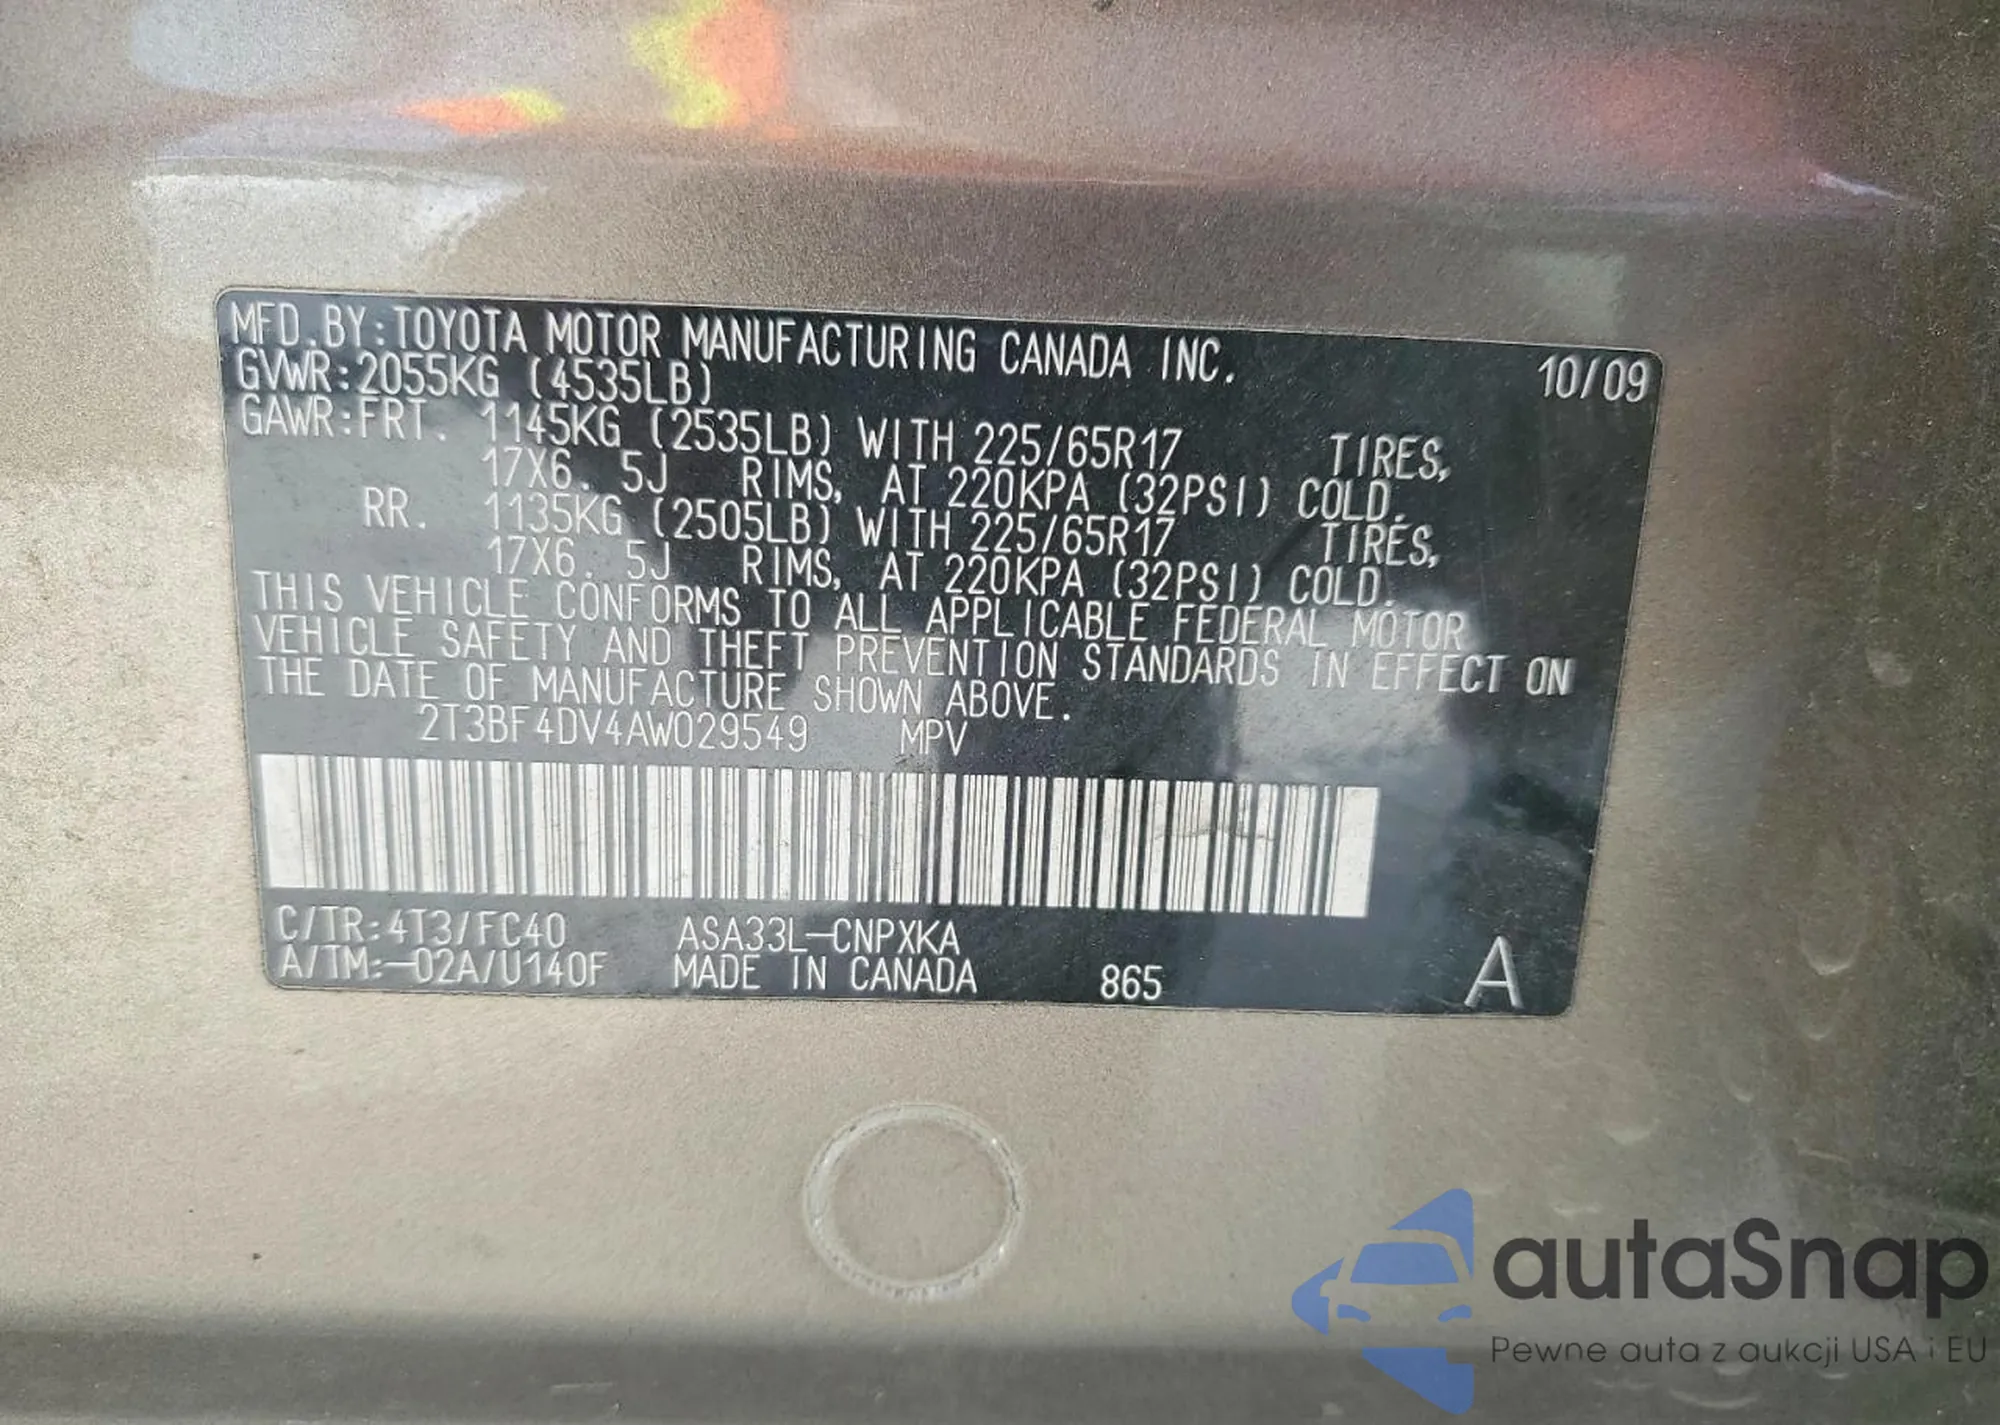 MFD.BY:TOYOTA MOTOR MANUFACTURING CANADA INC. 10/09
GVWR:2055KG (4535LB)
GAWR:FRT. 1145KG (2535LB) WITH 225/65R17 TIRES,
17X6. 5J RIMS, AT 220KPA (32PSI) COLD.
RR. 1135KG (2505LB) WITH 225/65R17 TIRES,
17X6. 5J RIMS, AT 220KPA (32PSI) COLD.
THIS VEHICLE CONFORMS TO ALL APPLICABLE FEDERAL MOTOR
VEHICLE SAFETY AND THEFT PREVENTION STANDARDS IN EFFECT ON
THE DATE OF MANUFACTURE SHOWN ABOVE.
2T3BF4DV4AW029549 MPV
C/TR:4T3/FC40 ASA33L-CNPXKA
A/TM:-02A/U140F MADE IN CANADA 865 A
autaSnap
Pewne auta z aukcji USA i EU